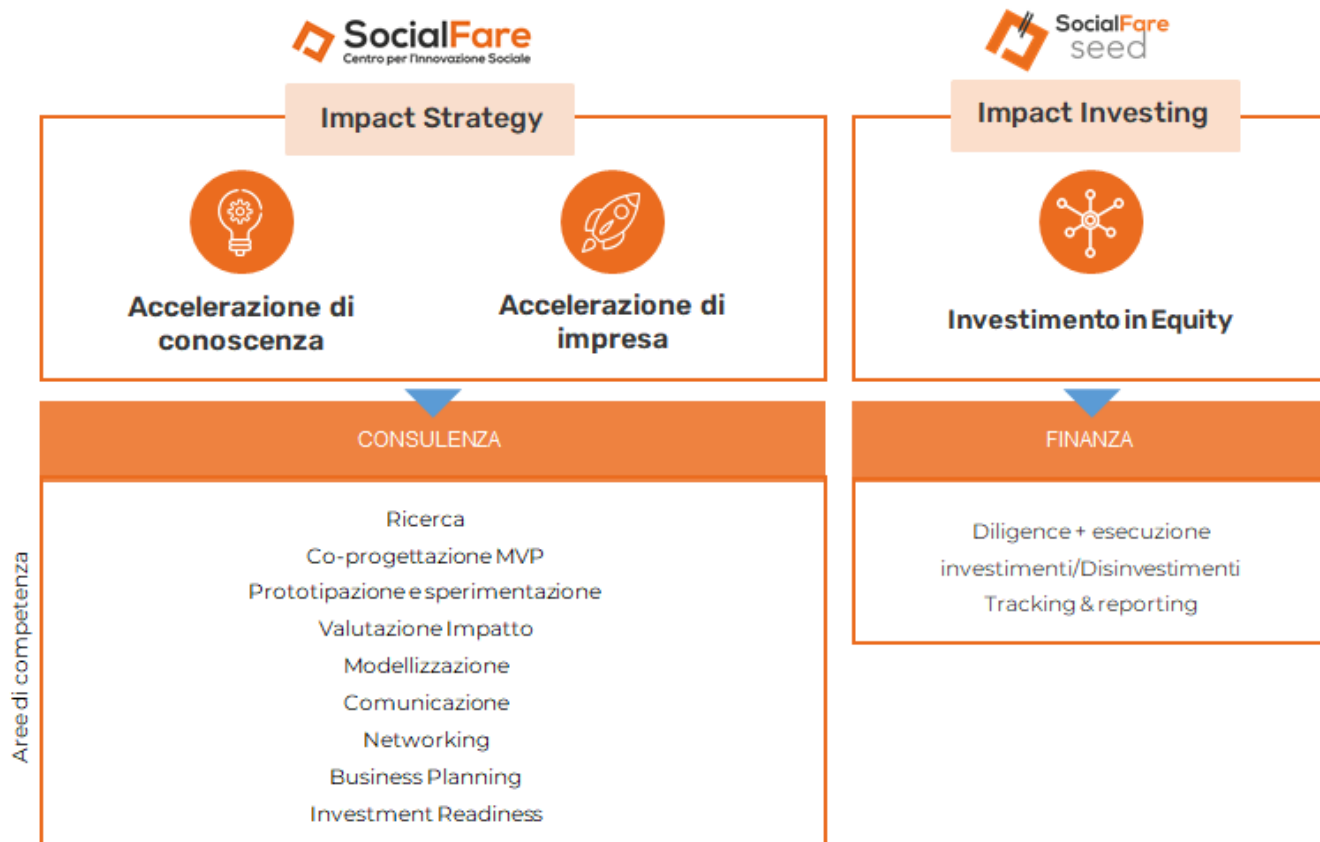 SocialFare
Centro per l'Innovazione Sociale
Impact Strategy
Accelerazione di
conoscenza
Accelerazione di
impresa
CONSULENZA
Aree di competenza
Ricerca
Co-progettazione MVP
Prototipazione e sperimentazione
Valutazione Impatto
Modellizzazione
Comunicazione
Networking
Business Planning
Investment Readiness
SocialFare
seed
Impact Investing
Investimento in Equity
FINANZA
Diligence + esecuzione
investimenti/Disinvestimenti
Tracking & reporting